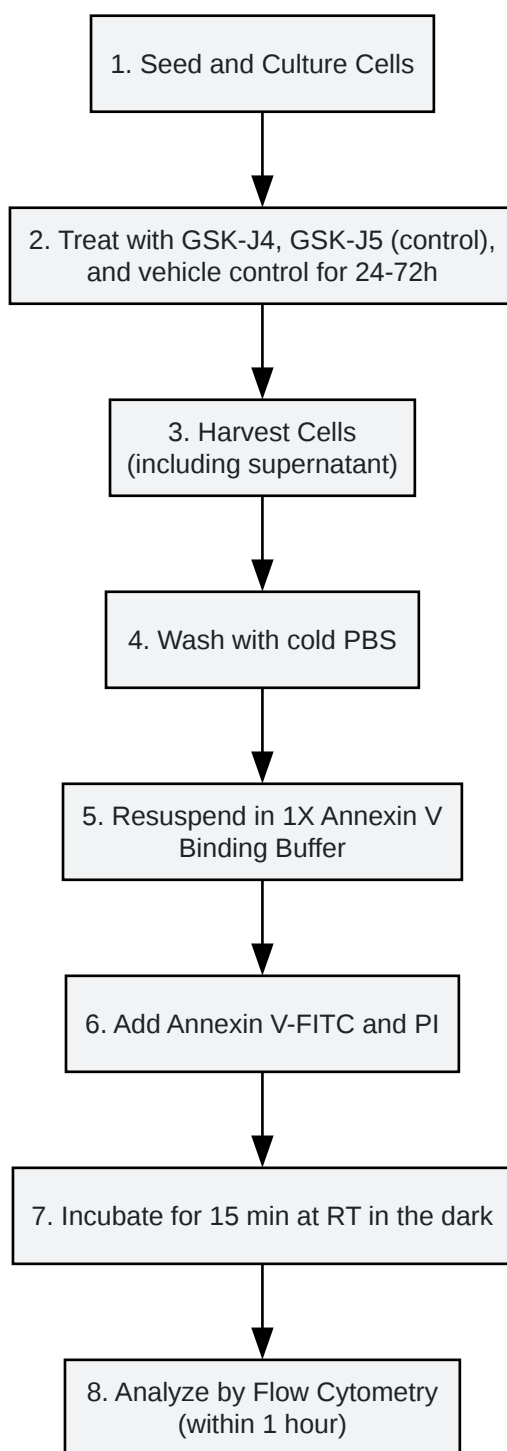 1. Seed and Culture Cells
2. Treat with GSK-J4, GSK-J5 (control),
and vehicle control for 24-72h
3. Harvest Cells
(including supernatant)
4. Wash with cold PBS
5. Resuspend in 1X Annexin V
Binding Buffer
6. Add Annexin V-FITC and PI
7. Incubate for 15 min at RT in the dark
8. Analyze by Flow Cytometry
(within 1 hour)